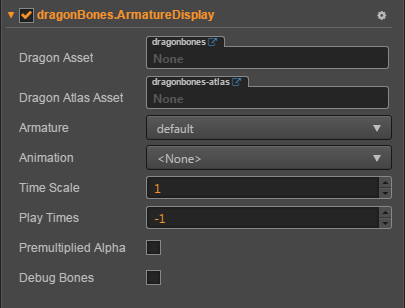 dragonBones.ArmatureDisplay
dragonbones
Dragon Asset None
dragonbones-atlas
Dragon Atlas Asset None
Armature default
Animation <None>
Time Scale 1
Play Times -1
Premultiplied Alpha
Debug Bones